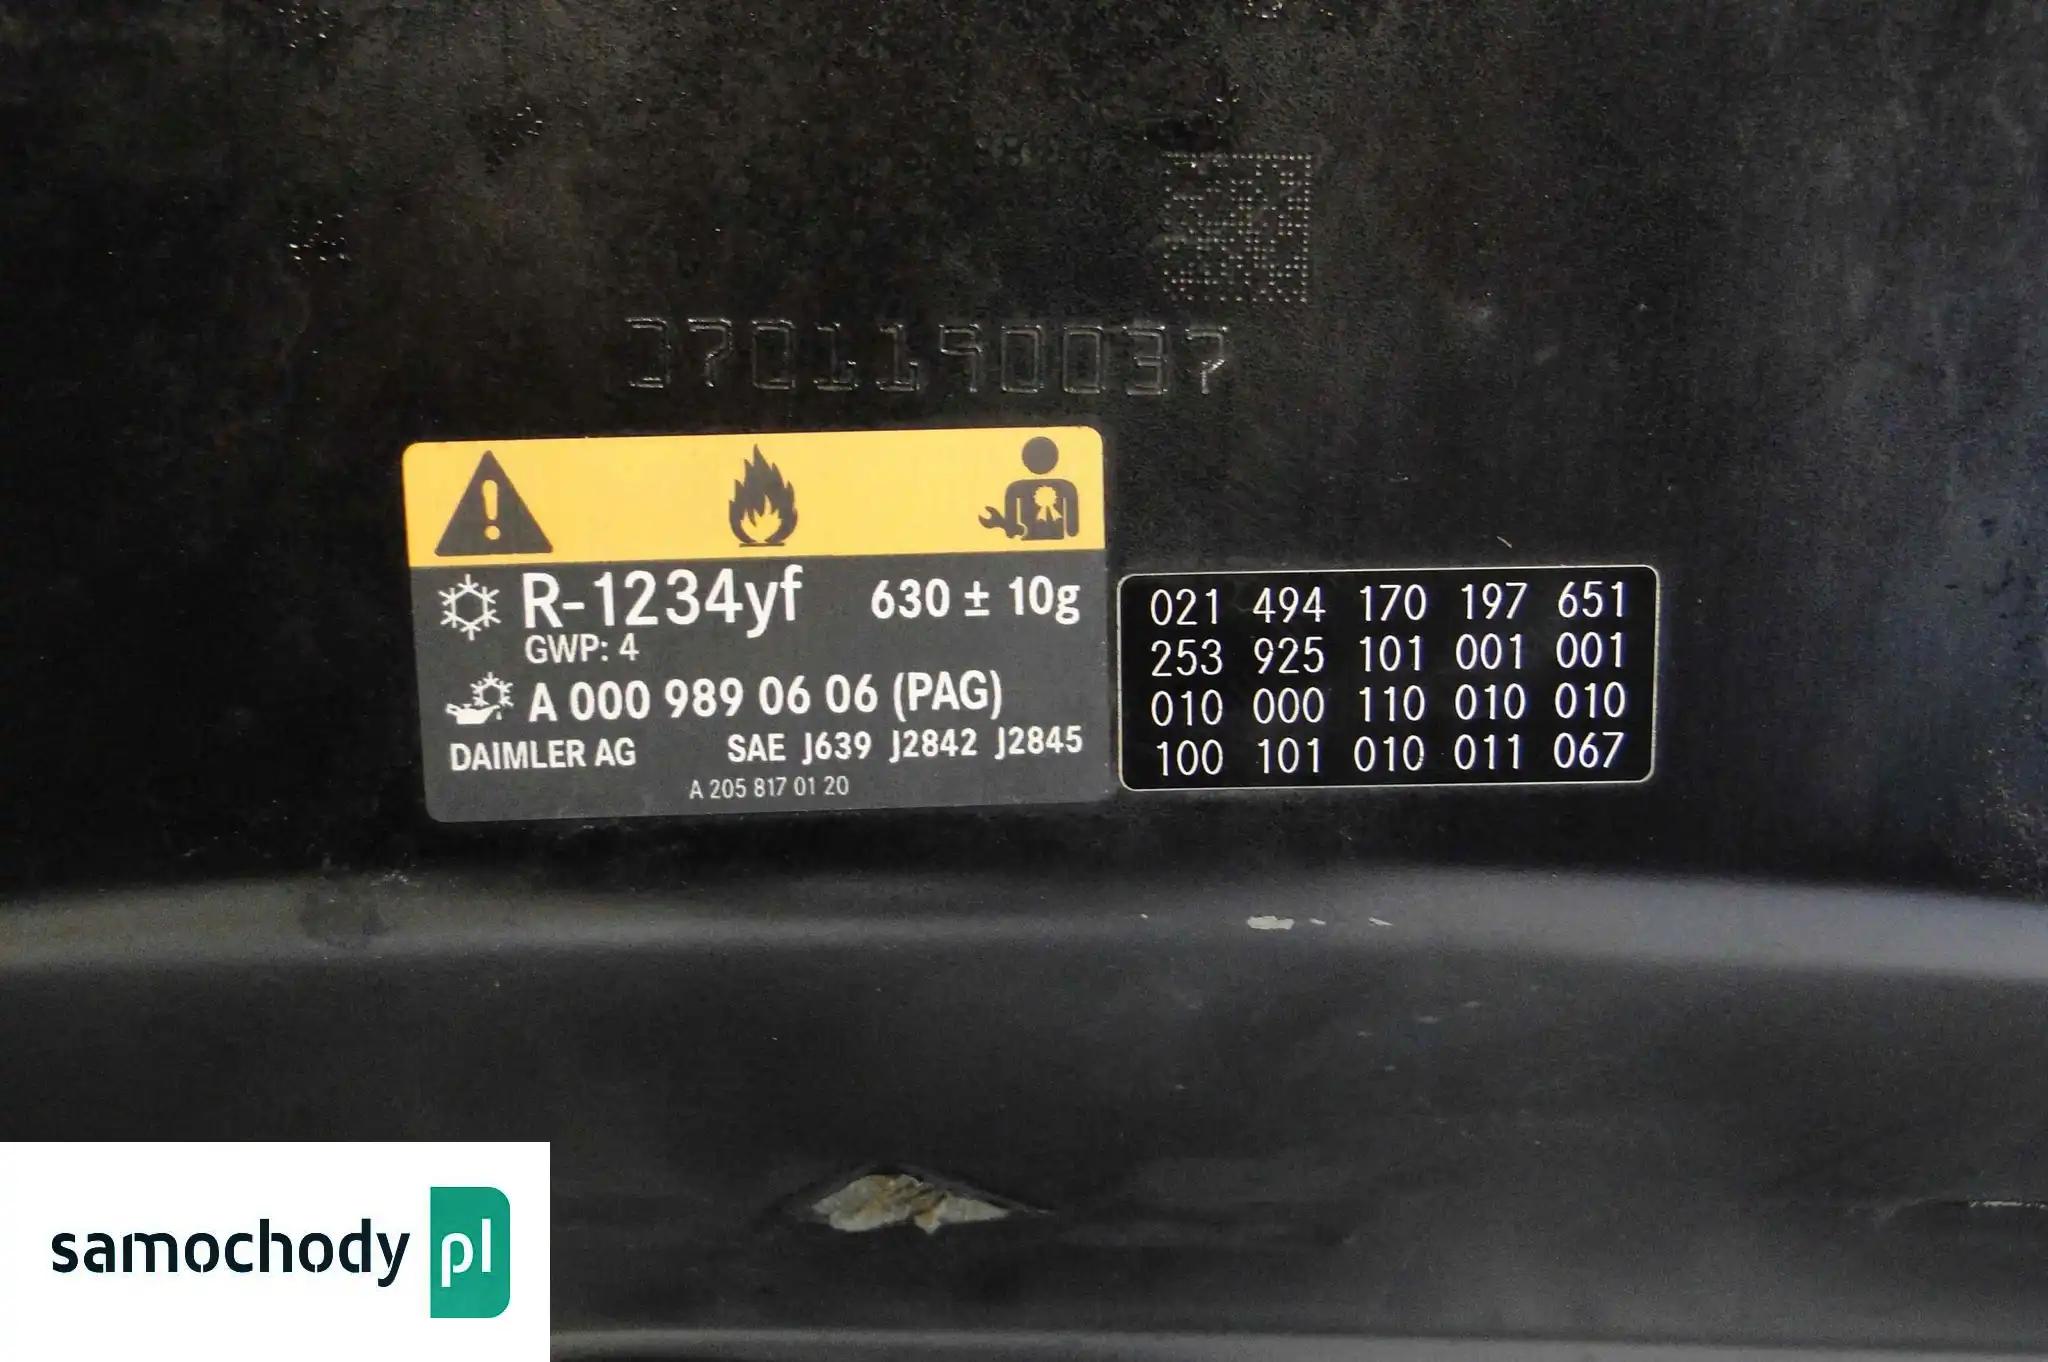 3701190037
R-1234yf 630 ± 10g
GWP: 4
A 000 989 06 06 (PAG)
DAIMLER AG SAE J639 J2842 J2845
A 205 817 01 20
021 494 170 197 651
253 925 101 001 001
010 000 110 010 010
100 101 010 011 067
samochody pl